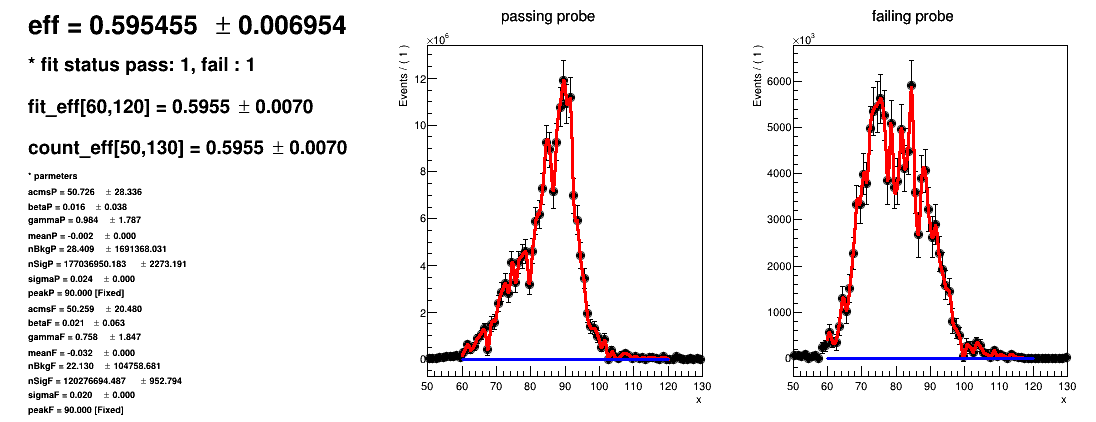 eff = 0.595455 ± 0.006954
* fit status pass: 1, fail : 1
fit_eff[60,120] = 0.5955 ± 0.0070
count_eff[50,130] = 0.5955 ± 0.0070
* parmeters
acmsP = 50.726 ± 28.336
betaP = 0.016 ± 0.038
gammaP = 0.984 ± 1.787
meanP = -0.002 ± 0.000
nBkgP = 28.409 ± 1691368.031
nSigP = 177036950.183 ± 2273.191
sigmaP = 0.024 ± 0.000
peakP = 90.000 [Fixed]
acmsF = 50.259 ± 20.480
betaF = 0.021 ± 0.063
gammaF = 0.758 ± 1.847
meanF = -0.032 ± 0.000
nBkgF = 22.130 ± 104758.681
nSigF = 120276694.487 ± 952.794
sigmaF = 0.020 ± 0.000
peakF = 90.000 [Fixed]
passing probe
×10⁶
Events / ( 1 )
12
10
8
6
4
2
0
50 60 70 80 90 100 110 120 130
x
failing probe
×10³
Events / ( 1 )
6000
5000
4000
3000
2000
1000
0
50 60 70 80 90 100 110 120 130
x